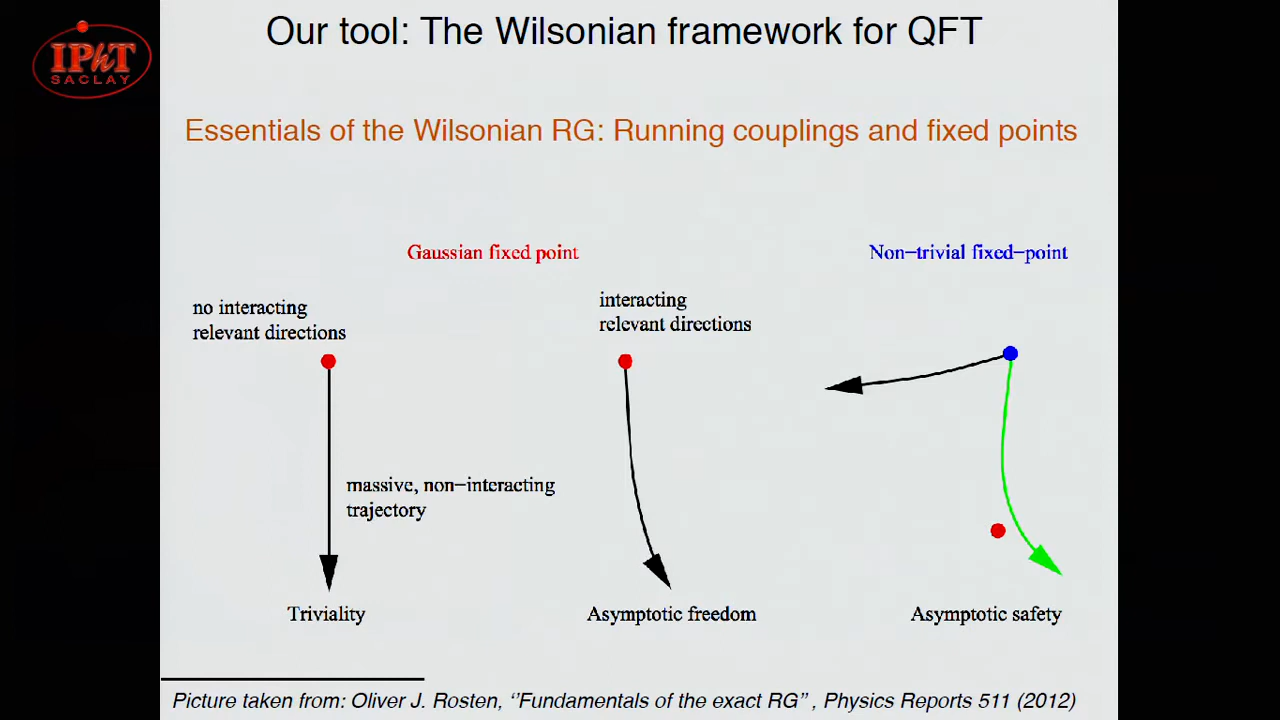 IPhT
SACLAY
Our tool: The Wilsonian framework for QFT
Essentials of the Wilsonian RG: Running couplings and fixed points
Gaussian fixed point
Non−trivial fixed−point
no interacting
relevant directions
interacting
relevant directions
massive, non−interacting
trajectory
Triviality
Asymptotic freedom
Asymptotic safety
Picture taken from: Oliver J. Rosten, ‘’Fundamentals of the exact RG’’ , Physics Reports 511 (2012)